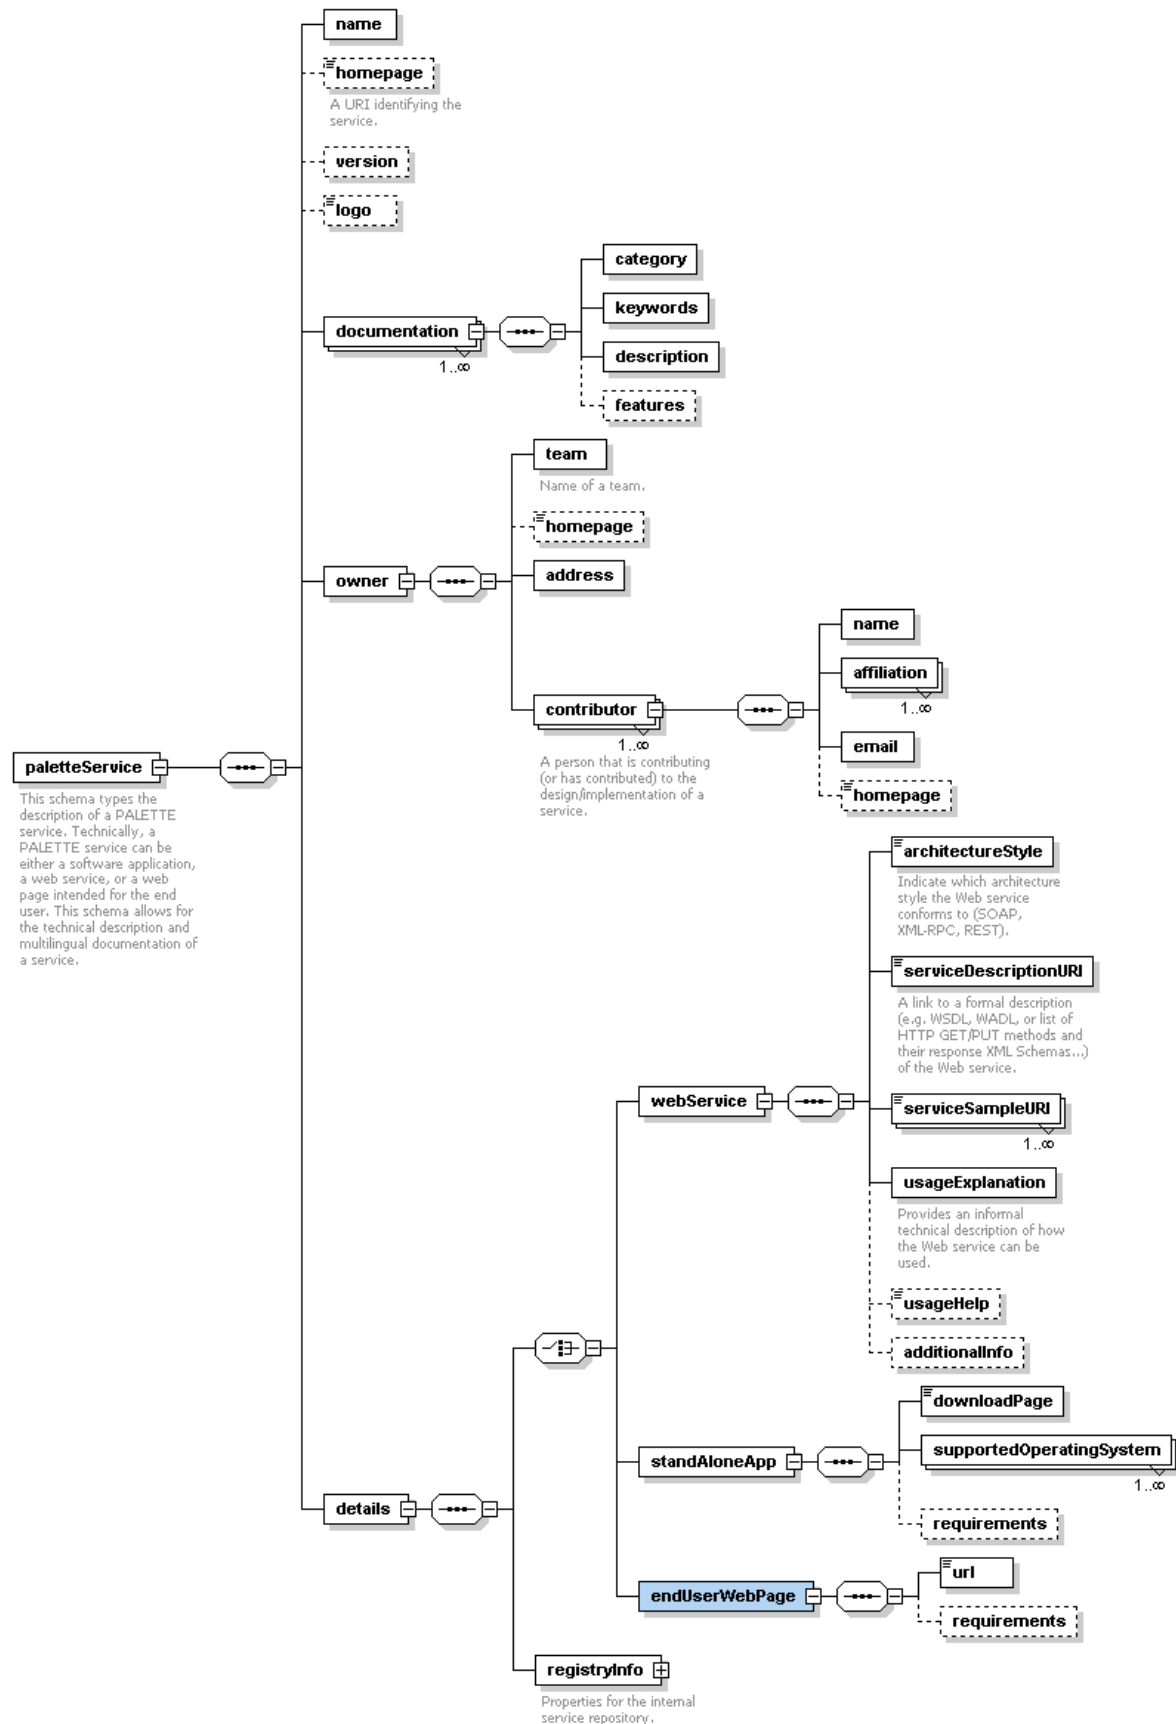 name
homepage
A URI identifying the
service.
version
logo
category
keywords
documentation
1..∞
description
features
team
Name of a team.
homepage
address
owner
name
affiliation
1..∞
contributor
1..∞
A person that is contributing
(or has contributed) to the
design/implementation of a
service.
email
homepage
paletteService
This schema types the
description of a PALETTE
service. Technically, a
PALETTE service can be
either a software application,
a web service, or a web
page intended for the end
user. This schema allows for
the technical description and
multilingual documentation of
a service.
architectureStyle
Indicate which architecture
style the Web service
conforms to (SOAP,
XML-RPC, REST).
serviceDescriptionURI
A link to a formal description
(e.g. WSDL, WADL, or list of
HTTP GET/PUT methods and
their response XML Schemas...)
of the Web service.
webService
serviceSampleURI
1..∞
usageExplanation
Provides an informal
technical description of how
the Web service can be
used.
usageHelp
additionalInfo
downloadPage
supportedOperatingSystem
1..∞
standAloneApp
requirements
details
url
endUserWebPage
requirements
registryInfo
Properties for the internal
service repository.